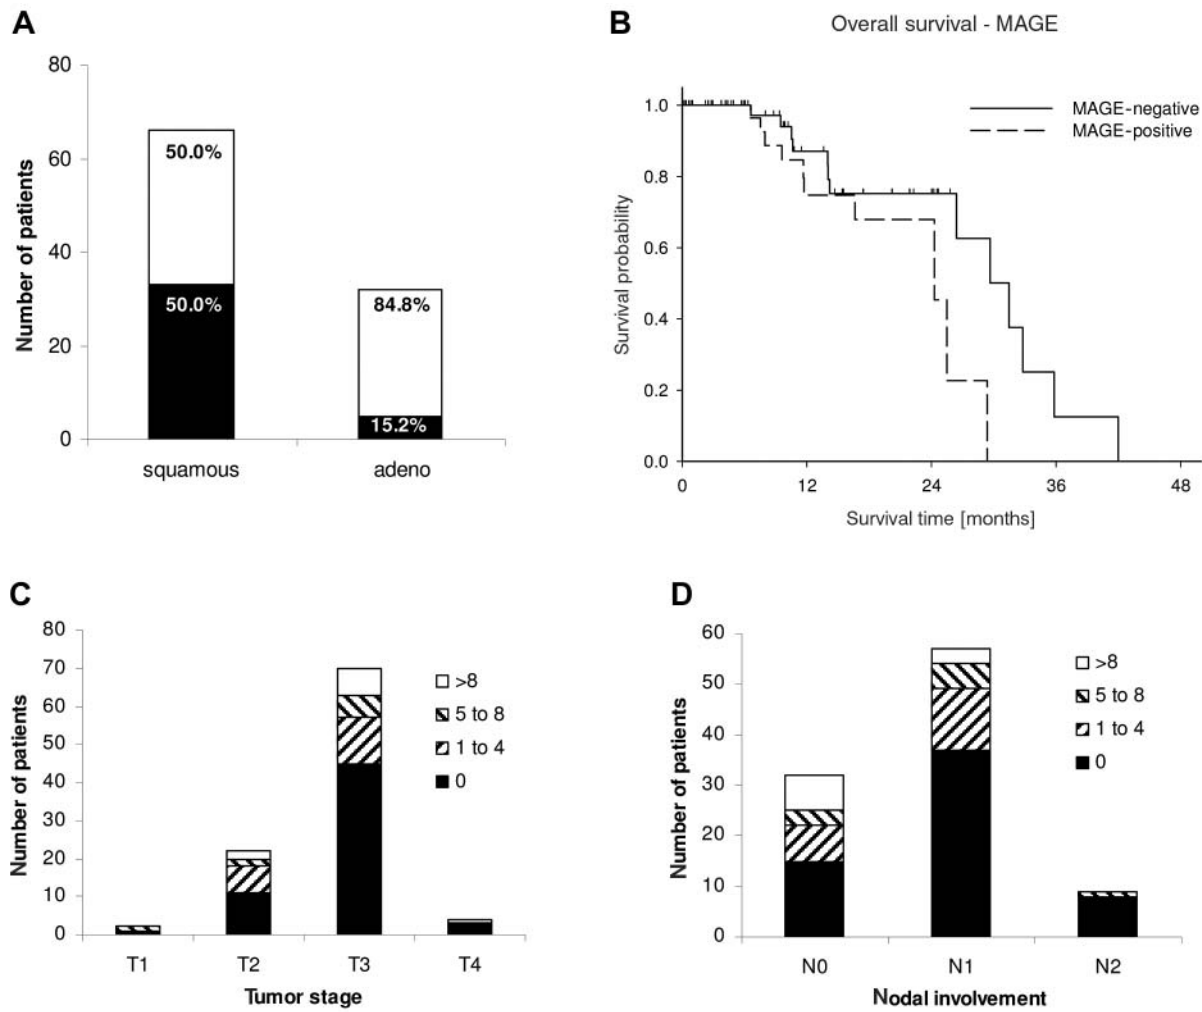 A
80
60
40
20
0
Number of patients
50.0%
50.0%
84.8%
15.2%
squamous
adeno
B
Overall survival - MAGE
MAGE-negative
MAGE-positive
1.0
0.8
0.6
0.4
0.2
0.0
Survival probability
0 12 24 36 48
Survival time [months]
C
80
70
60
50
40
30
20
10
0
Number of patients
>8
5 to 8
1 to 4
0
T1 T2 T3 T4
Tumor stage
D
60
50
40
30
20
10
0
Number of patients
>8
5 to 8
1 to 4
0
N0 N1 N2
Nodal involvement